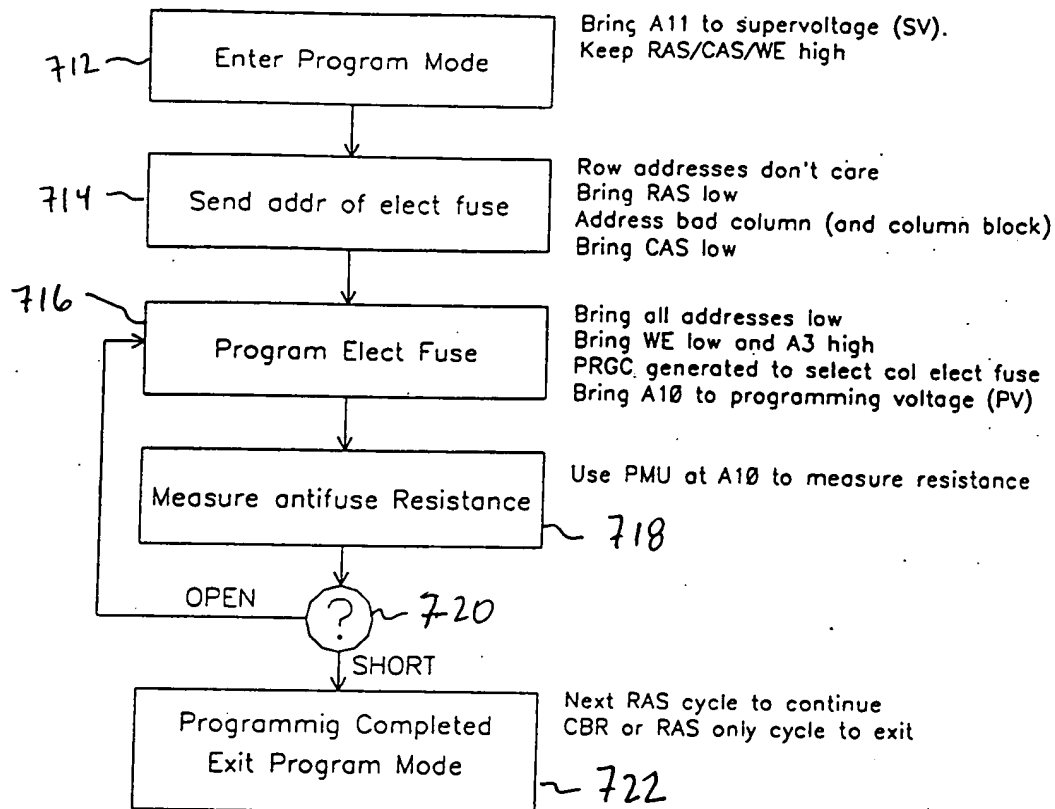 712
Enter Program Mode
Bring A11 to supervoltage (SV).
Keep RAS/CAS/WE high
714
Send addr of elect fuse
Row addresses don't care
Bring RAS low
Address bad column (and column block)
Bring CAS low
716
Program Elect Fuse
Bring all addresses low
Bring WE low and A3 high
PRGC generated to select col elect fuse
Bring A10 to programming voltage (PV)
Measure antifuse Resistance
Use PMU at A10 to measure resistance
718
OPEN
?
720
SHORT
Programmig Completed
Exit Program Mode
Next RAS cycle to continue
CBR or RAS only cycle to exit
722